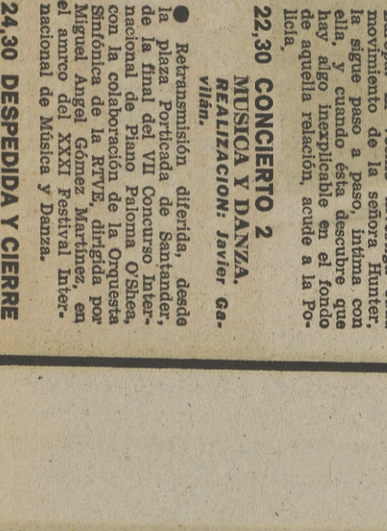 movimiento de la señora Hunter,
la sigue paso a paso, intima con
ella, y cuando ésta descubre que
hay algo inexplicable en el fondo
de aquella relación, acude a la Po-
licía
22,30 CONCIERTO 2
MUSICA Y DANZA.
REALIZACION: Javier Ga-
vilán.
● Retransmisión diferida, desde
la plaza Porticada de Santander,
de la final del VII Concurso Inter-
nacional de Piano Paloma O'Shea,
con la colaboración de la Orquesta
Sinfónica de la RTVE, dirigida por
Miguel Angel Gómez Martínez, en
el amrco del XXXI Festival Inter-
nacional de Música y Danza.
24,30 DESPEDIDA Y CIERRE